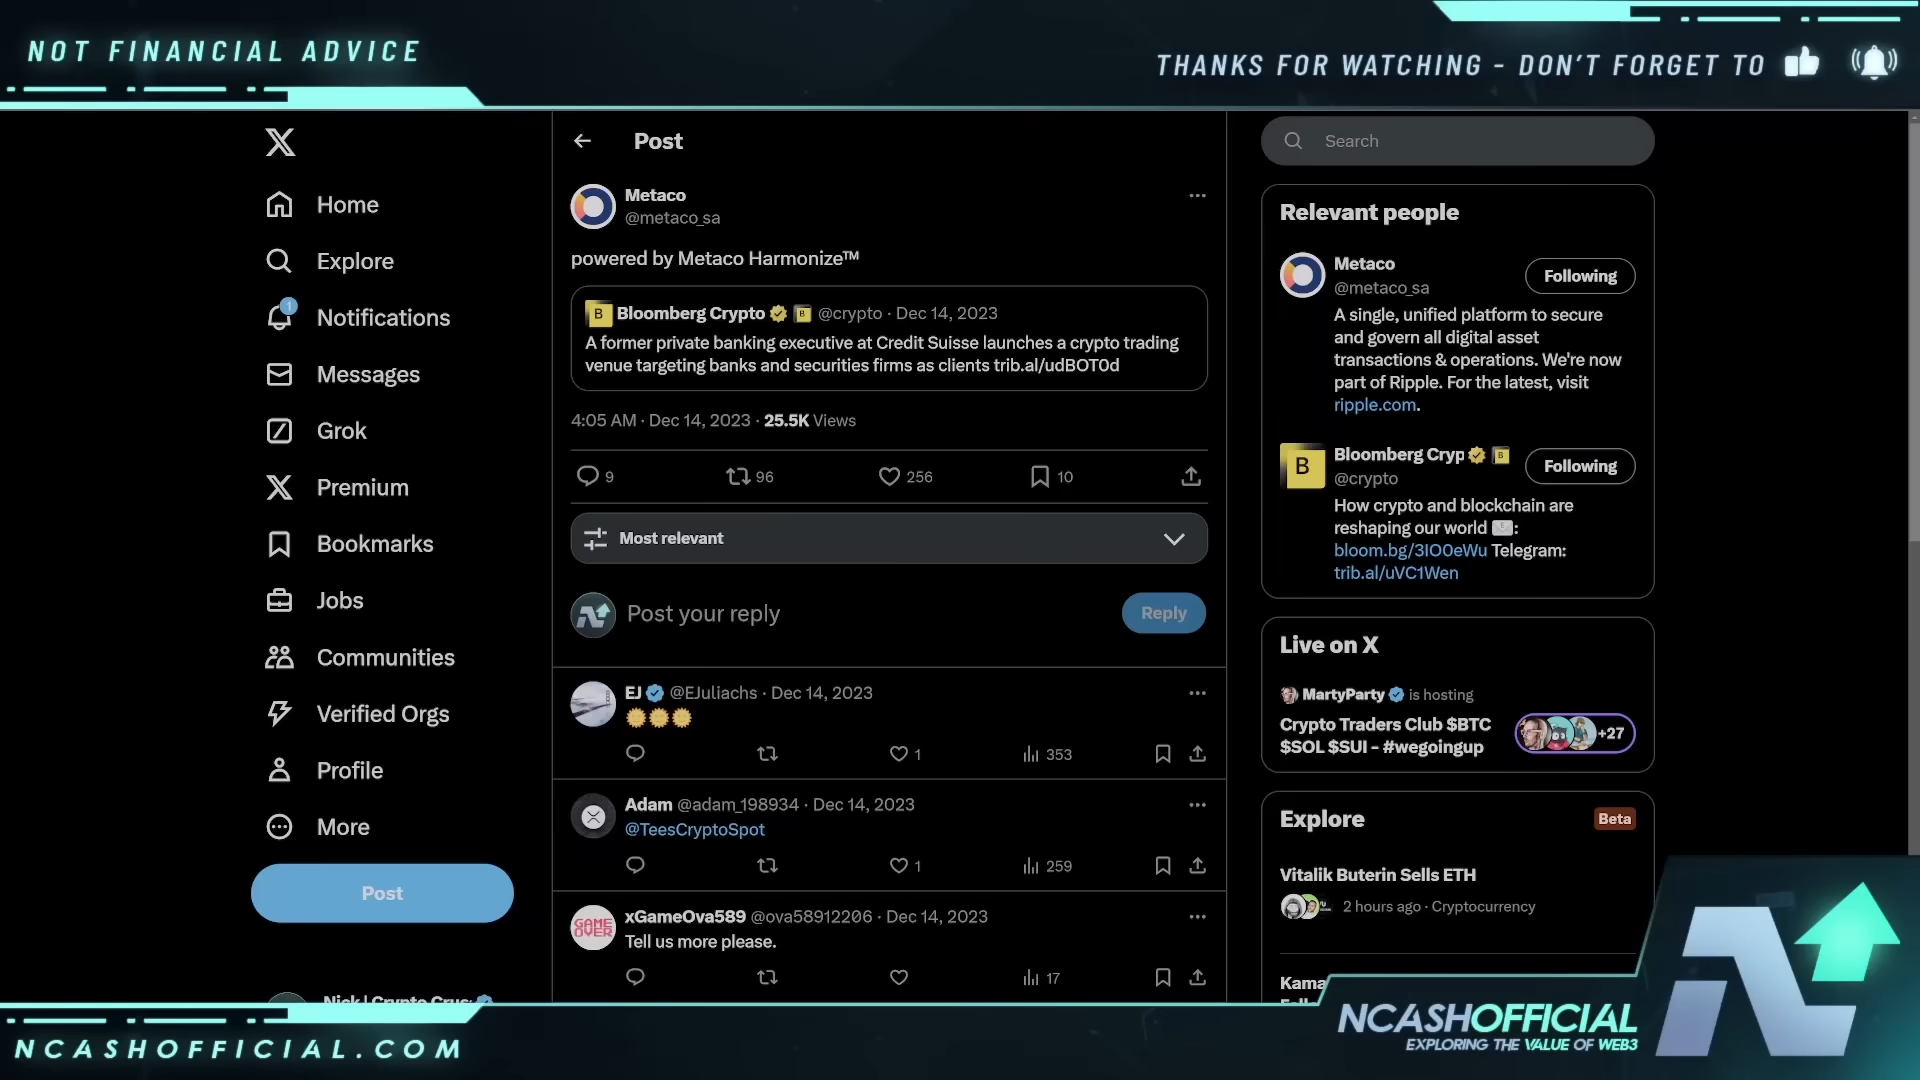 NOT FINANCIAL ADVICE
THANKS FOR WATCHING - DON'T FORGET TO
Home
Explore
1
Notifications
Messages
Grok
Premium
Bookmarks
Jobs
Communities
Verified Orgs
Profile
More
Post
Post
Metaco
@metaco_sa
powered by Metaco Harmonize™
B Bloomberg Crypto B @crypto · Dec 14, 2023
A former private banking executive at Credit Suisse launches a crypto trading
venue targeting banks and securities firms as clients trib.al/udBOT0d
4:05 AM · Dec 14, 2023 · 25.5K Views
9 96 256 10
Most relevant
Post your reply
Reply
EJ @EJuliachs · Dec 14, 2023
1 353
Adam @adam_198934 · Dec 14, 2023
@TeesCryptoSpot
1 259
GAME OVER
xGameOva589 @ova58912206 · Dec 14, 2023
Tell us more please.
17
Search
Relevant people
Metaco
@metaco_sa
Following
A single, unified platform to secure
and govern all digital asset
transactions & operations. We're now
part of Ripple. For the latest, visit
ripple.com.
B
Bloomberg Cryp B
@crypto
Following
How crypto and blockchain are
reshaping our world :
bloom.bg/3IO0eWu Telegram:
trib.al/uVC1Wen
Live on X
MartyParty is hosting
Crypto Traders Club $BTC
$SOL $SUI - #wegoingup
+27
Explore
Beta
Vitalik Buterin Sells ETH
2 hours ago · Cryptocurrency
NCASHOFFICIAL.COM
NCASHOFFICIAL
EXPLORING THE VALUE OF WEB3